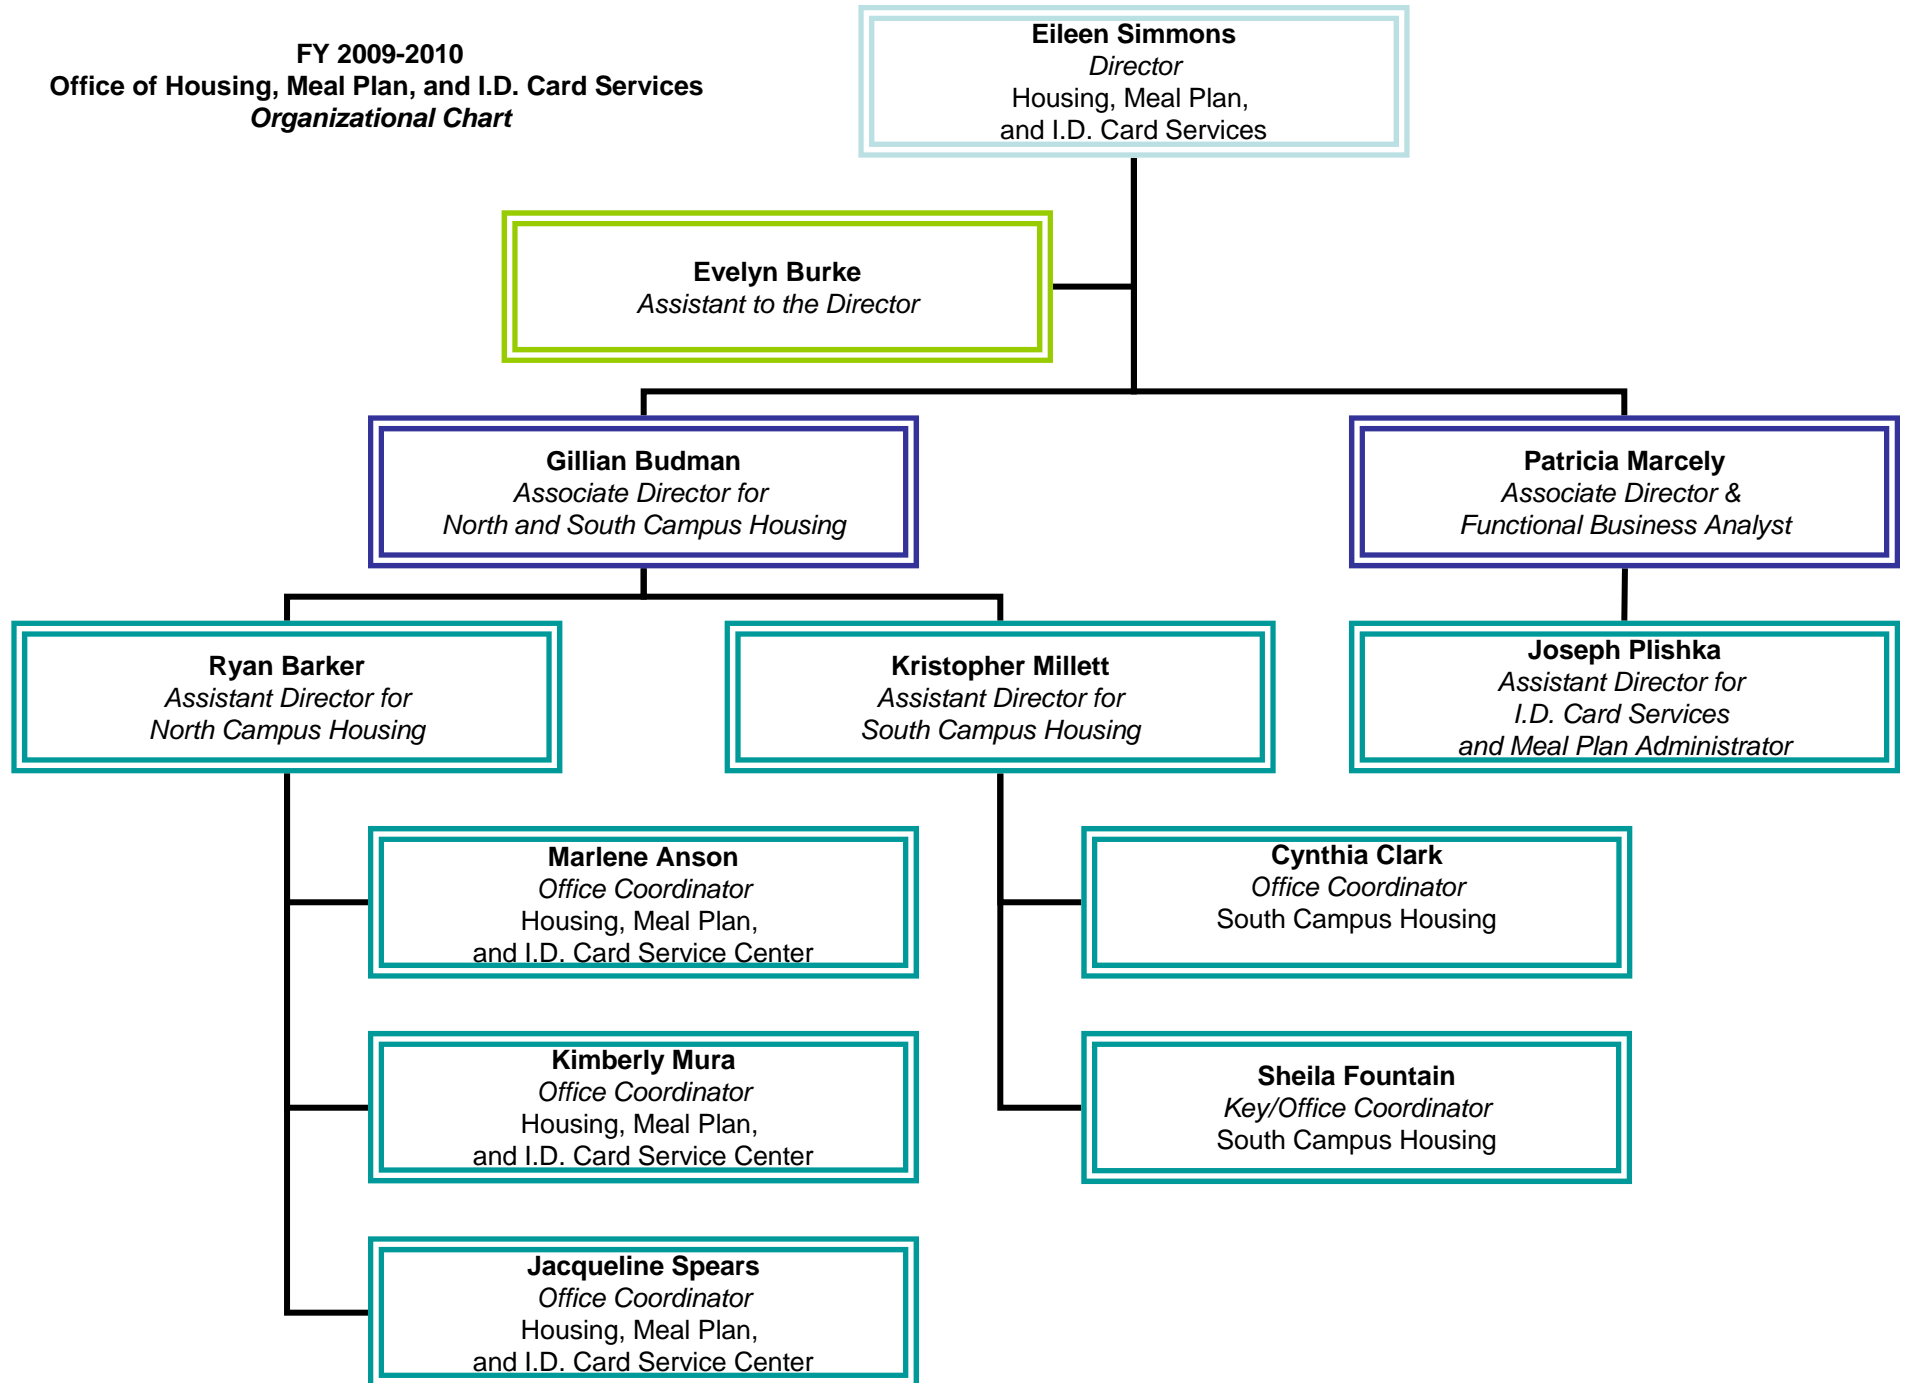 FY 2009-2010
Office of Housing, Meal Plan, and I.D. Card Services
Organizational Chart
Eileen Simmons
Director
Housing, Meal Plan,
and I.D. Card Services
Evelyn Burke
Assistant to the Director
Gillian Budman
Associate Director for
North and South Campus Housing
Patricia Marcely
Associate Director &
Functional Business Analyst
Ryan Barker
Assistant Director for
North Campus Housing
Kristopher Millett
Assistant Director for
South Campus Housing
Joseph Plishka
Assistant Director for
I.D. Card Services
and Meal Plan Administrator
Marlene Anson
Office Coordinator
Housing, Meal Plan,
and I.D. Card Service Center
Cynthia Clark
Office Coordinator
South Campus Housing
Kimberly Mura
Office Coordinator
Housing, Meal Plan,
and I.D. Card Service Center
Sheila Fountain
Key/Office Coordinator
South Campus Housing
Jacqueline Spears
Office Coordinator
Housing, Meal Plan,
and I.D. Card Service Center